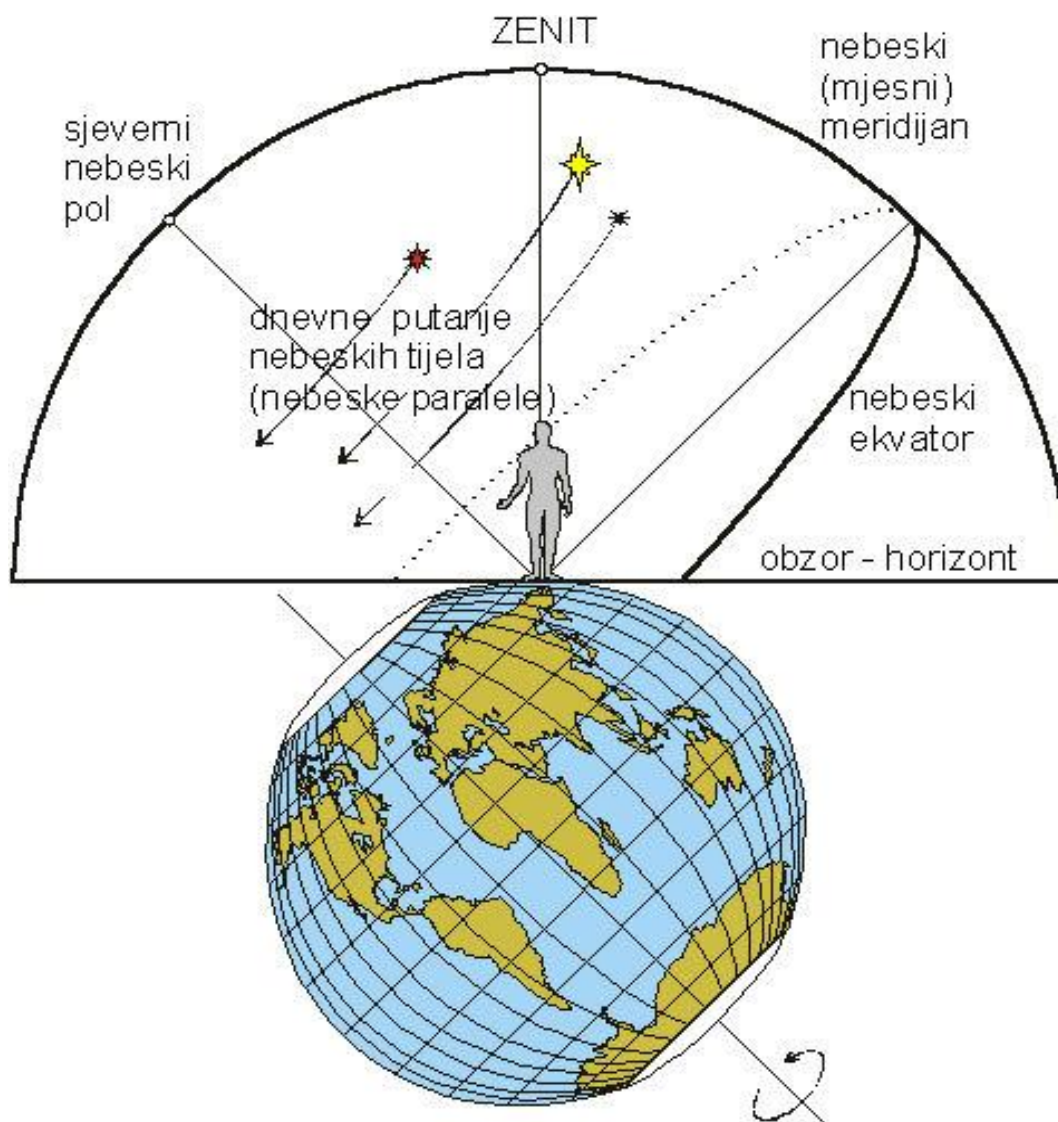 ZENIT
nebeski
(mjesni)
meridijan
sjeverni
nebeski
pol
dnevne putanje
nebeskih tijela
(nebeske paralele)
nebeski
ekvator
obzor - horizont